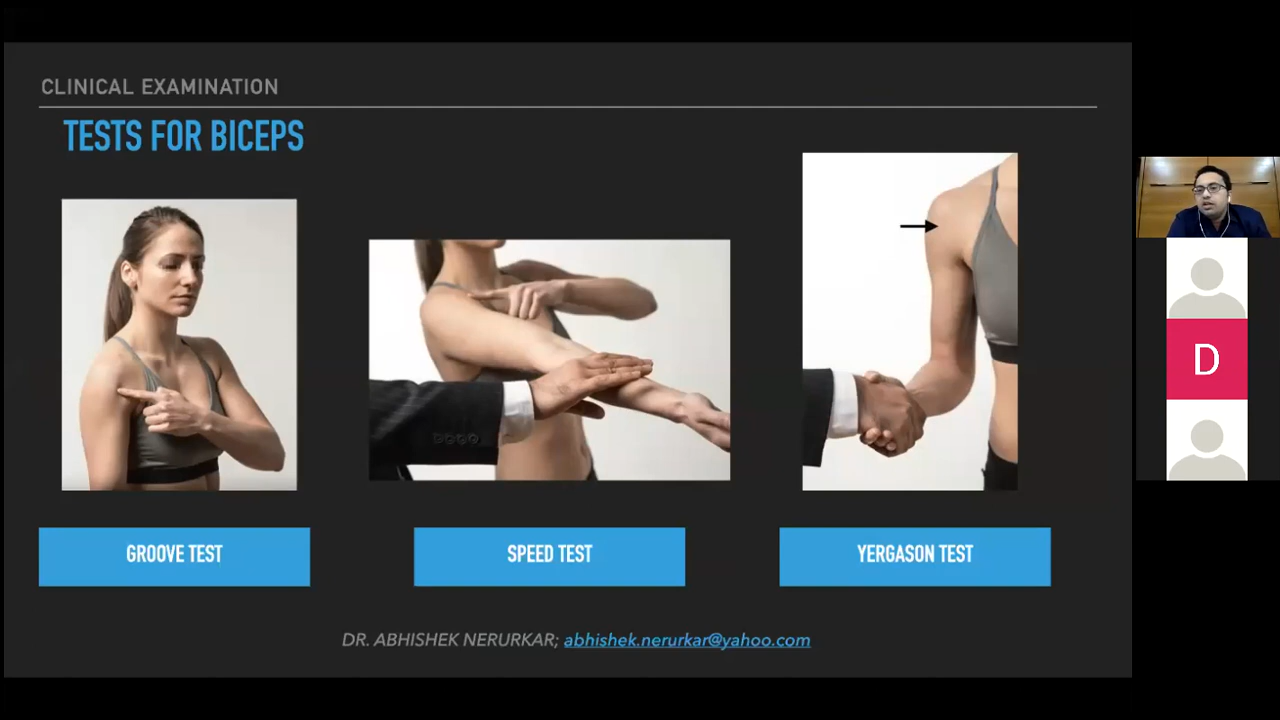 CLINICAL EXAMINATION
TESTS FOR BICEPS
GROOVE TEST
SPEED TEST
YERGASON TEST
DR. ABHISHEK NERURKAR; abhishek.nerurkar@yahoo.com
D